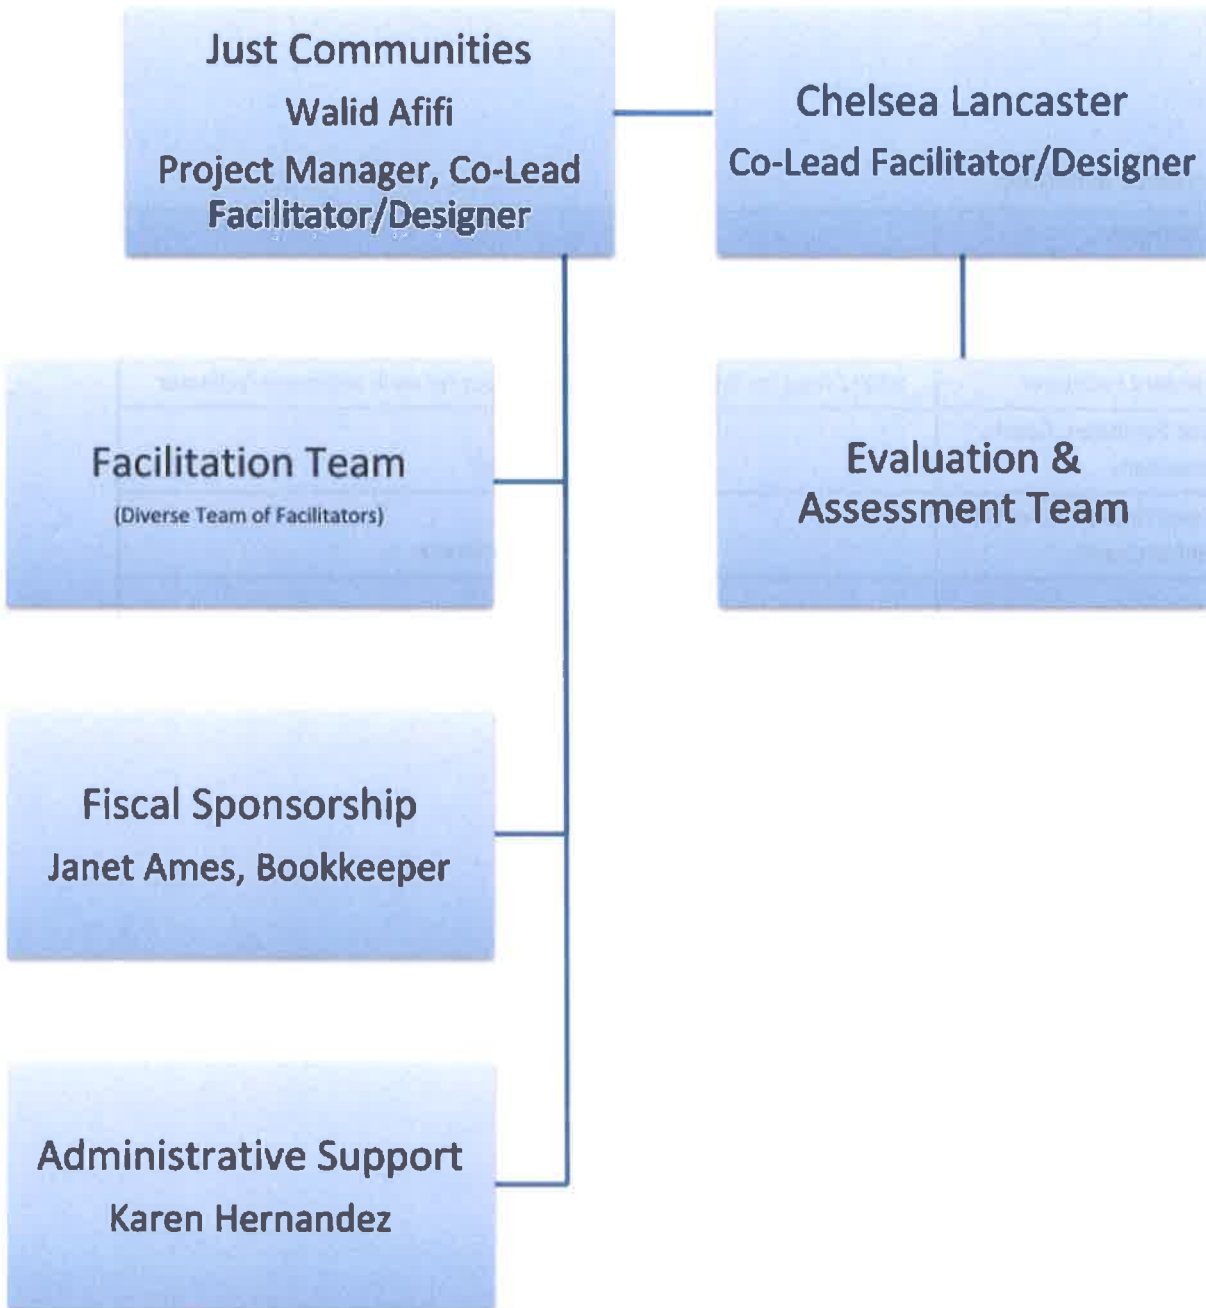 Just Communities
Walid Afifi
Project Manager, Co-Lead
Facilitator/Designer
Chelsea Lancaster
Co-Lead Facilitator/Designer
Facilitation Team
(Diverse Team of Facilitators)
Evaluation &
Assessment Team
Fiscal Sponsorship
Janet Ames, Bookkeeper
Administrative Support
Karen Hernandez